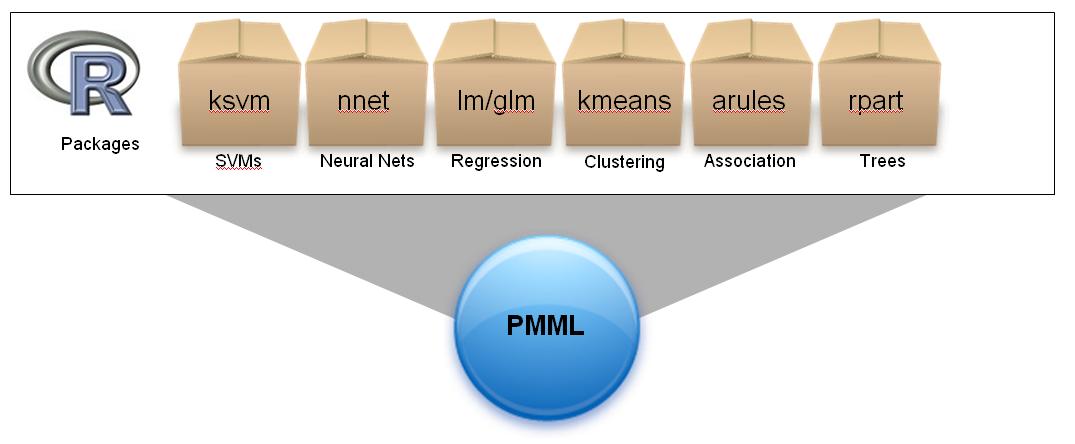 R
Packages
ksvm
nnet
lm/glm
kmeans
arules
rpart
SVMs
Neural Nets
Regression
Clustering
Association
Trees
PMML